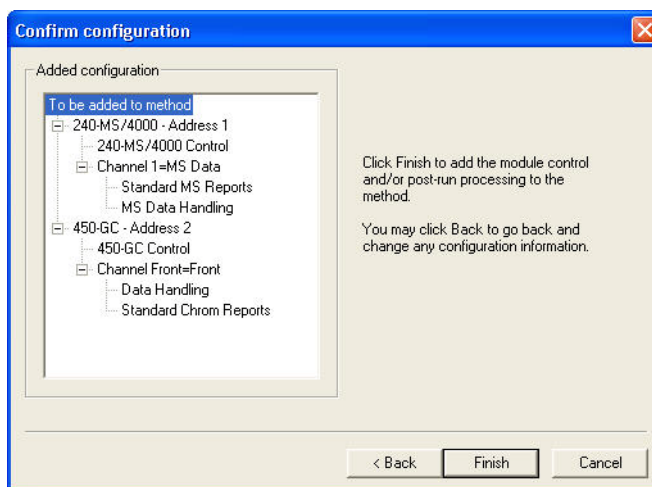 Confirm configuration
Added configuration
To be added to method
240-MS/4000 - Address 1
240-MS/4000 Control
Channel 1=MS Data
Standard MS Reports
MS Data Handling
450-GC - Address 2
450-GC Control
Channel Front=Front
Data Handling
Standard Chrom Reports
Click Finish to add the module control
and/or post-run processing to the
method.
You may click Back to go back and
change any configuration information.
< Back
Finish
Cancel